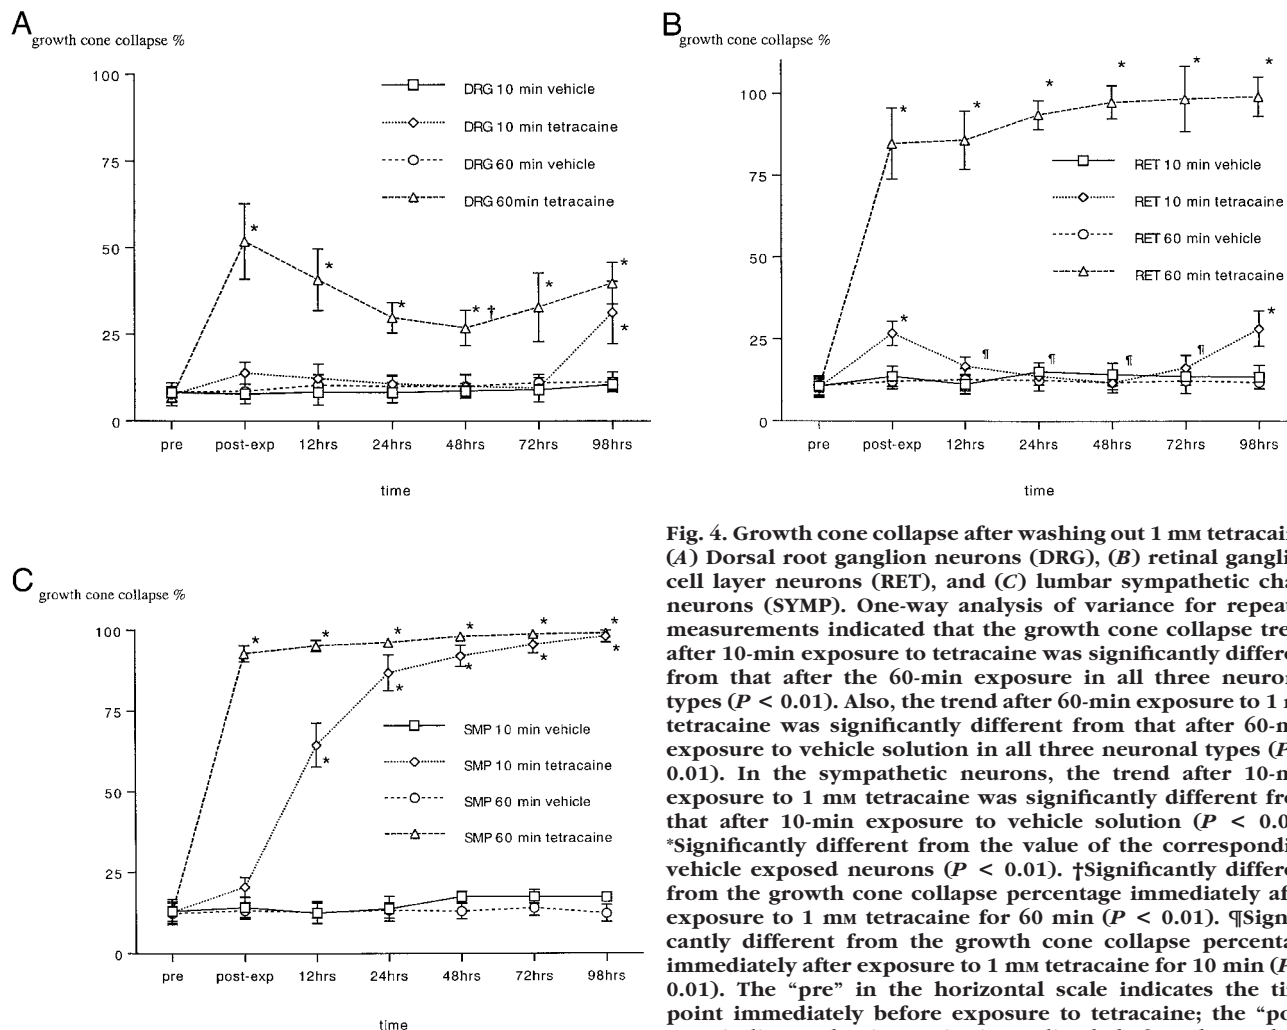 A
growth cone collapse %
100
75
50
25
0
DRG 10 min vehicle
DRG 10 min tetracaine
DRG 60 min vehicle
DRG 60min tetracaine
* * * * † * * *
pre post-exp 12hrs 24hrs 48hrs 72hrs 98hrs
time
B
growth cone collapse %
100
75
50
25
0
* * * * * *
RET 10 min vehicle
RET 10 min tetracaine
RET 60 min vehicle
RET 60 min tetracaine
* ¶ ¶ ¶ ¶ *
pre post-exp 12hrs 24hrs 48hrs 72hrs 98hrs
time
C
growth cone collapse %
100
75
50
25
0
* * * * * *
* * * * *
SMP 10 min vehicle
SMP 10 min tetracaine
SMP 60 min vehicle
SMP 60 min tetracaine
pre post-exp 12hrs 24hrs 48hrs 72hrs 98hrs
time
Fig. 4. Growth cone collapse after washing out 1 mM tetracai
(A) Dorsal root ganglion neurons (DRG), (B) retinal gangli
cell layer neurons (RET), and (C) lumbar sympathetic cha
neurons (SYMP). One-way analysis of variance for repeat
measurements indicated that the growth cone collapse tre
after 10-min exposure to tetracaine was significantly differe
from that after the 60-min exposure in all three neuron
types (P < 0.01). Also, the trend after 60-min exposure to 1
tetracaine was significantly different from that after 60-m
exposure to vehicle solution in all three neuronal types (P
0.01). In the sympathetic neurons, the trend after 10-m
exposure to 1 mM tetracaine was significantly different fr
that after 10-min exposure to vehicle solution (P < 0.0
*Significantly different from the value of the correspondi
vehicle exposed neurons (P < 0.01). †Significantly differe
from the growth cone collapse percentage immediately aft
exposure to 1 mM tetracaine for 60 min (P < 0.01). ¶Sign
cantly different from the growth cone collapse percenta
immediately after exposure to 1 mM tetracaine for 10 min (P
0.01). The “pre” in the horizontal scale indicates the ti
point immediately before exposure to tetracaine; the “po